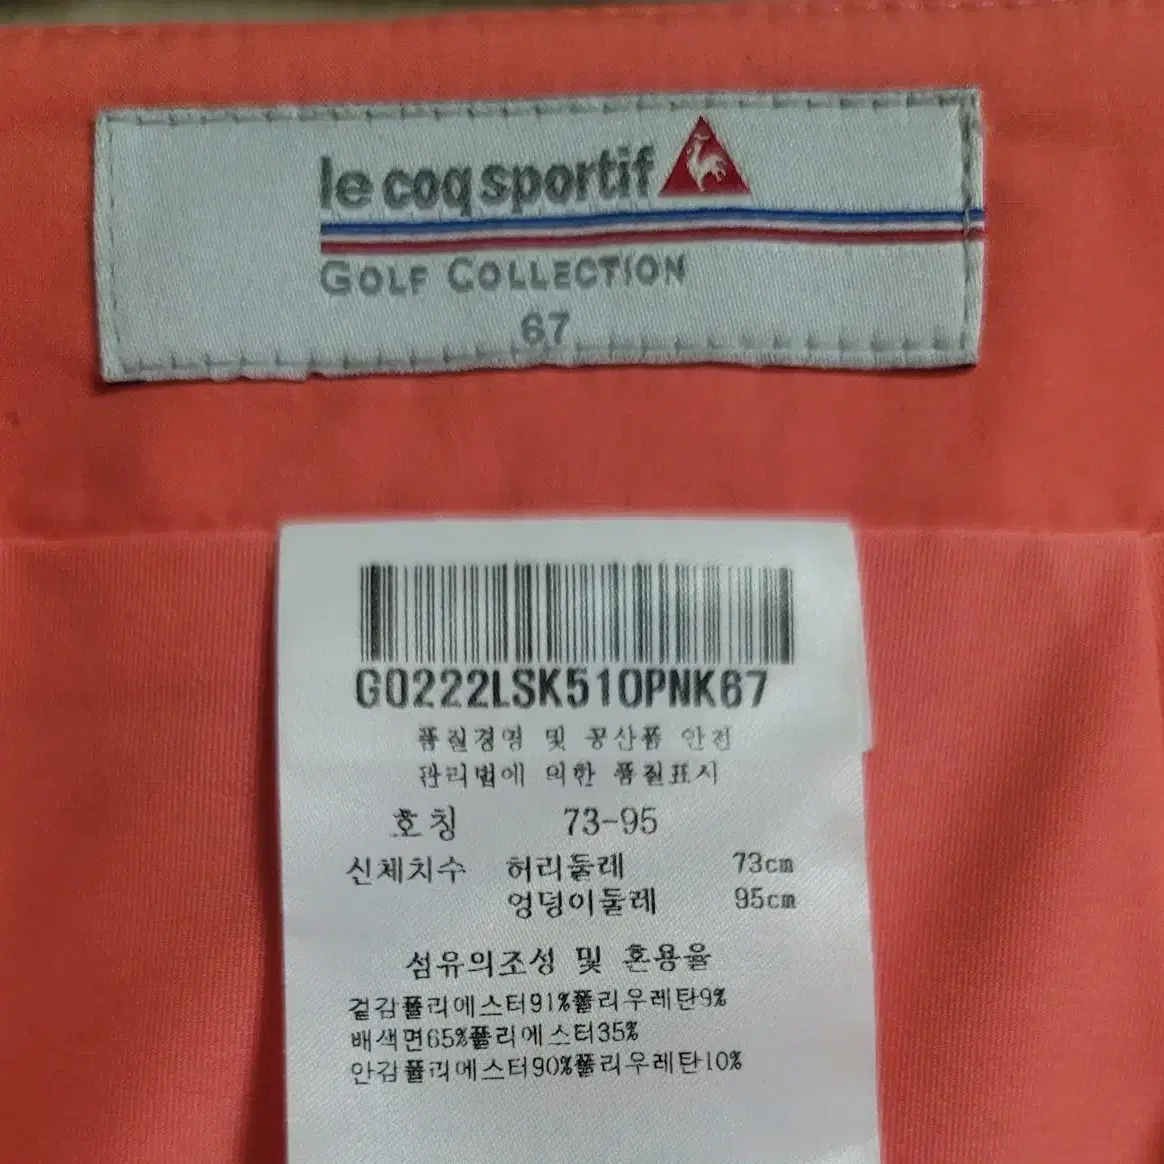 le coq sportif
GOLF COLLECTION
67
G0222LSK510PNK67
품질경영 및 공산품 안전
관리법에 의한 품질표시
호칭 73-95
신체치수 허리둘레 73cm
엉덩이둘레 95cm
섬유의조성 및 혼용율
겉감폴리에스터91%폴리우레탄9%
배색면65%폴리에스터35%
안감폴리에스터90%폴리우레탄10%